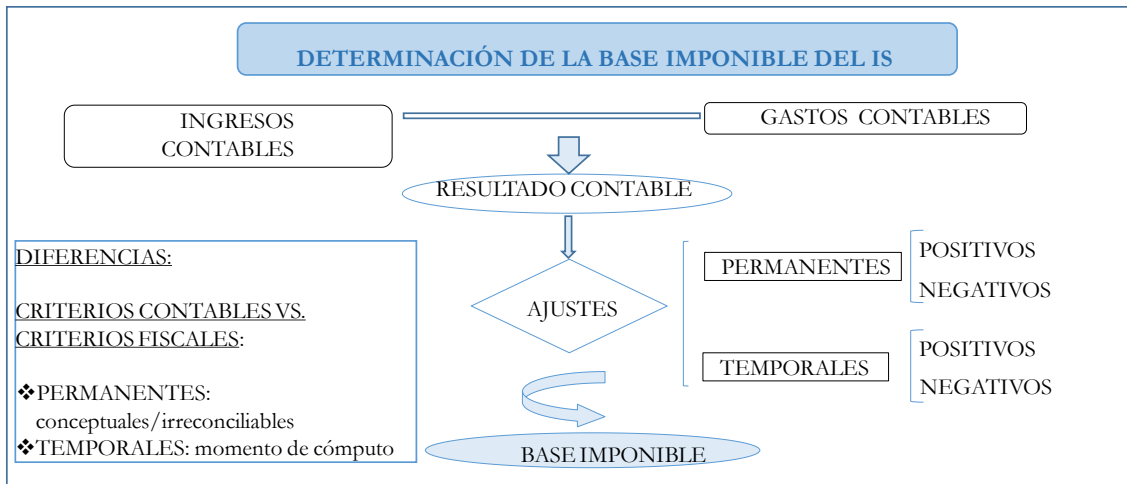 DETERMINACIÓN DE LA BASE IMPONIBLE DEL IS
INGRESOS
CONTABLES
GASTOS CONTABLES
RESULTADO CONTABLE
DIFERENCIAS:
CRITERIOS CONTABLES VS.
CRITERIOS FISCALES:
❖PERMANENTES:
conceptuales/irreconciliables
❖TEMPORALES: momento de cómputo
AJUSTES
PERMANENTES
POSITIVOS
NEGATIVOS
TEMPORALES
POSITIVOS
NEGATIVOS
BASE IMPONIBLE